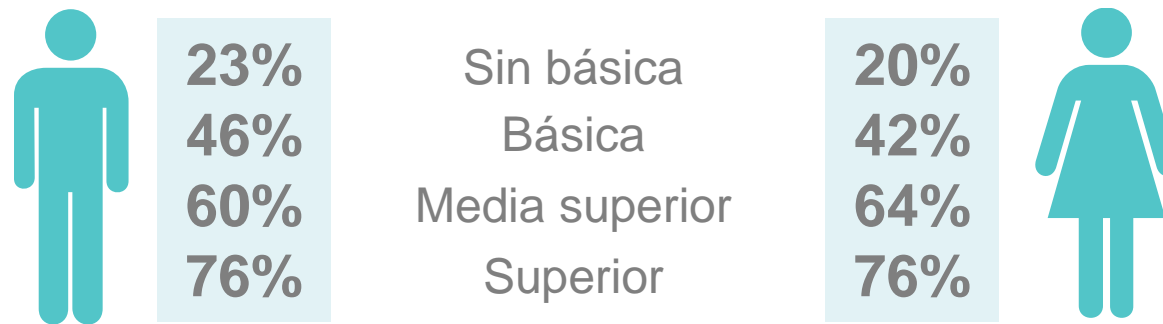 23% Sin básica 20%
46% Básica 42%
60% Media superior 64%
76% Superior 76%